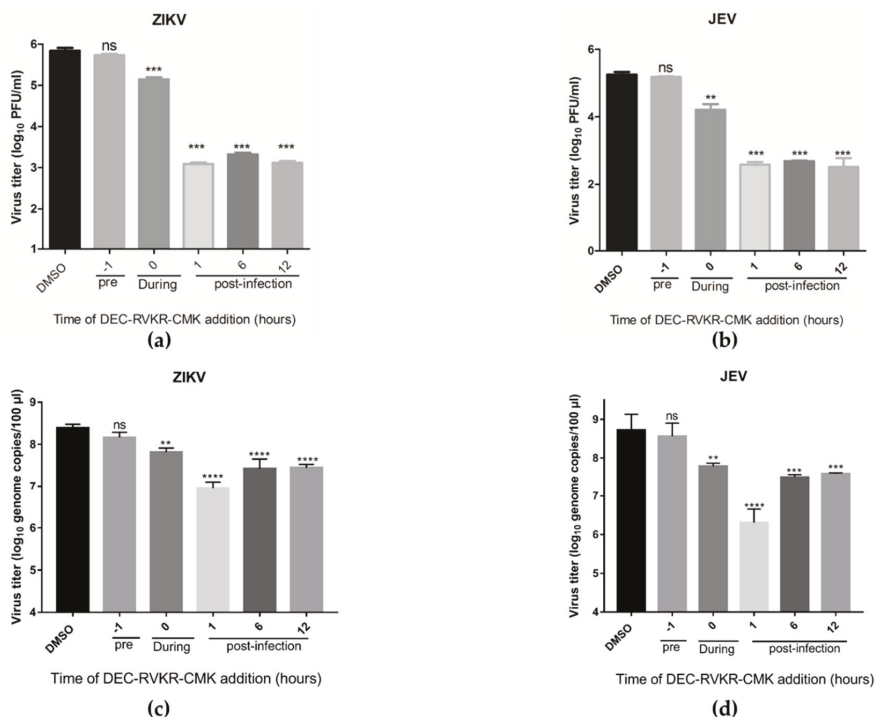 ZIKV
Virus titer (log10 PFU/ml)
6
5
4
3
2
1
ns
***
***
***
***
DMSO
-1
0
1
6
12
pre
During
post-infection
Time of DEC-RVKR-CMK addition (hours)
(a)
JEV
Virus titer (log10 PFU/ml)
6
4
2
0
ns
**
***
***
***
DMSO
-1
0
1
6
12
pre
During
post-infection
Time of DEC-RVKR-CMK addition (hours)
(b)
ZIKV
Virus titer (log10 genome copies/100 µl)
9
8
7
6
5
4
ns
**
****
****
****
DMSO
-1
0
1
6
12
pre
During
post-infection
Time of DEC-RVKR-CMK addition (hours)
(c)
JEV
Virus titer (log10 genome copies/100 µl)
9
8
7
6
5
4
ns
**
****
***
***
DMSO
-1
0
1
6
12
pre
During
post-infection
Time of DEC-RVKR-CMK addition (hours)
(d)